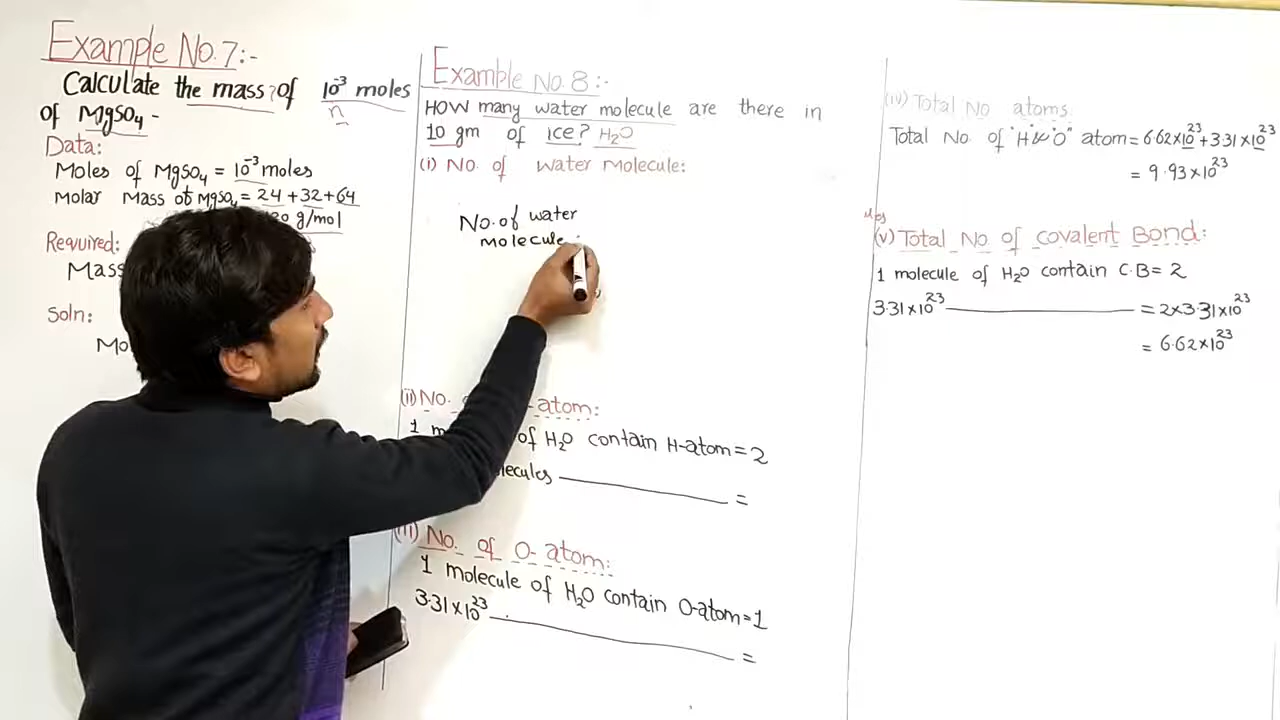 Example No.7:-
Calculate the mass of 10⁻³ moles
n
of MgSO₄ -
Data:
Moles of MgSO₄ = 10⁻³ moles
Molar Mass of MgSO₄ = 24 +32+64
g/mol
Required:
Mass
Soln:
Mo
Example No.8:-
How many water molecule are there in
10 gm of ice? H₂O
(i) No. of water Molecule:
No. of water
molecule
(ii) No. atom:
1 of H₂O contain H-atom = 2
=
(iii) No. of O-atom:
1 molecule of H₂O contain O-atom=1
3.31×10²³ =
(iv) Total No atoms
Total No. of "H & O" atom = 6.62×10²³+3.31×10²³
= 9.93×10²³
(v) Total No of covalent Bond:
1 molecule of H₂O contain C.B= 2
3.31×10²³ = 2×3.31×10²³
= 6.62×10²³